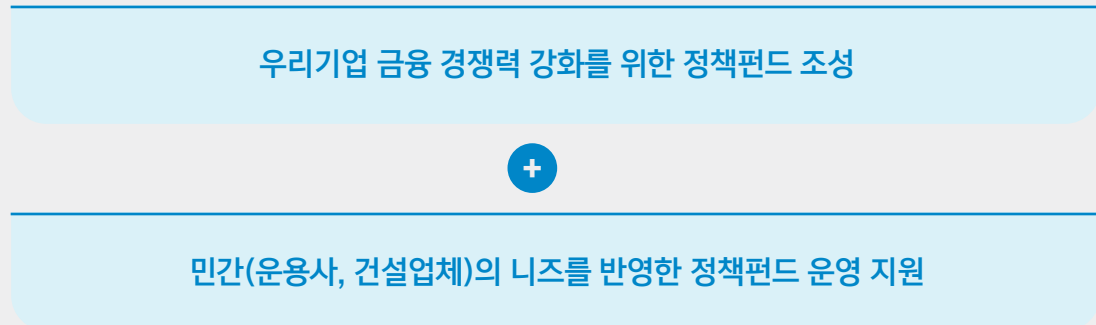 우리기업 금융 경쟁력 강화를 위한 정책펀드 조성
+
민간(운용사, 건설업체)의 니즈를 반영한 정책펀드 운영 지원